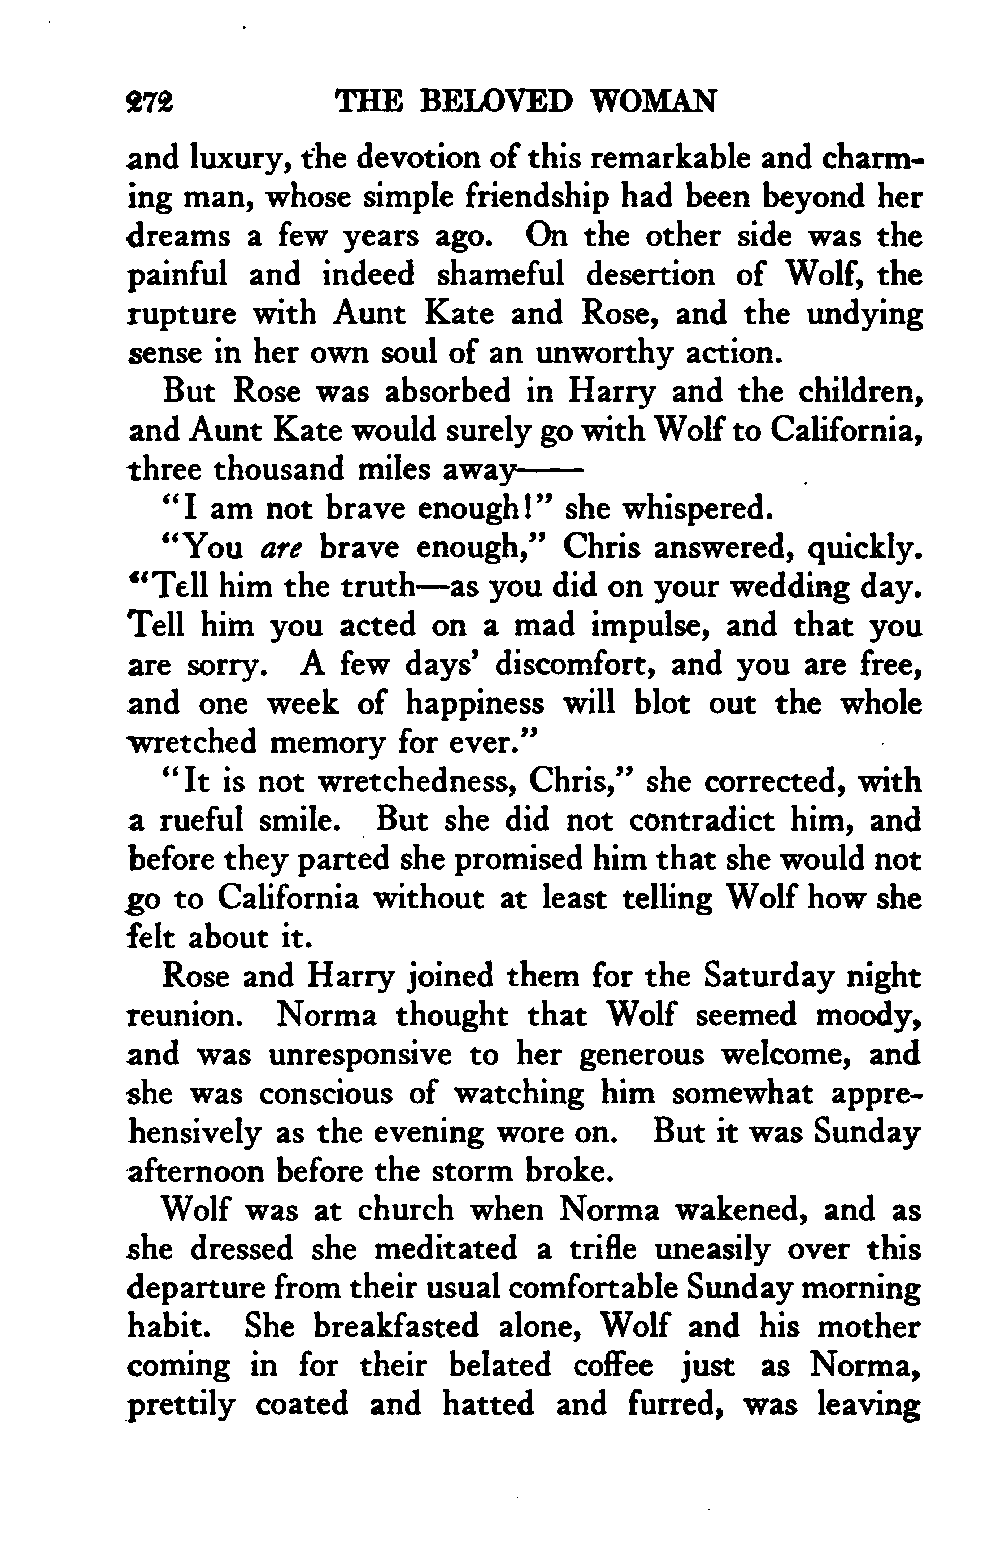 272 THE BELOVED WOMAN
and luxury, the devotion of this remarkable and charm-
ing man, whose simple friendship had been beyond her
dreams a few years ago. On the other side was the
painful and indeed shameful desertion of Wolf, the
rupture with Aunt Kate and Rose, and the undying
sense in her own soul of an unworthy action.
But Rose was absorbed in Harry and the children,
and Aunt Kate would surely go with Wolf to California,
three thousand miles away——
“I am not brave enough!” she whispered.
“You are brave enough,” Chris answered, quickly.
“Tell him the truth—as you did on your wedding day.
Tell him you acted on a mad impulse, and that you
are sorry. A few days’ discomfort, and you are free,
and one week of happiness will blot out the whole
wretched memory for ever.”
“It is not wretchedness, Chris,” she corrected, with
a rueful smile. But she did not contradict him, and
before they parted she promised him that she would not
go to California without at least telling Wolf how she
felt about it.
Rose and Harry joined them for the Saturday night
reunion. Norma thought that Wolf seemed moody,
and was unresponsive to her generous welcome, and
she was conscious of watching him somewhat appre-
hensively as the evening wore on. But it was Sunday
afternoon before the storm broke.
Wolf was at church when Norma wakened, and as
she dressed she meditated a trifle uneasily over this
departure from their usual comfortable Sunday morning
habit. She breakfasted alone, Wolf and his mother
coming in for their belated coffee just as Norma,
prettily coated and hatted and furred, was leaving